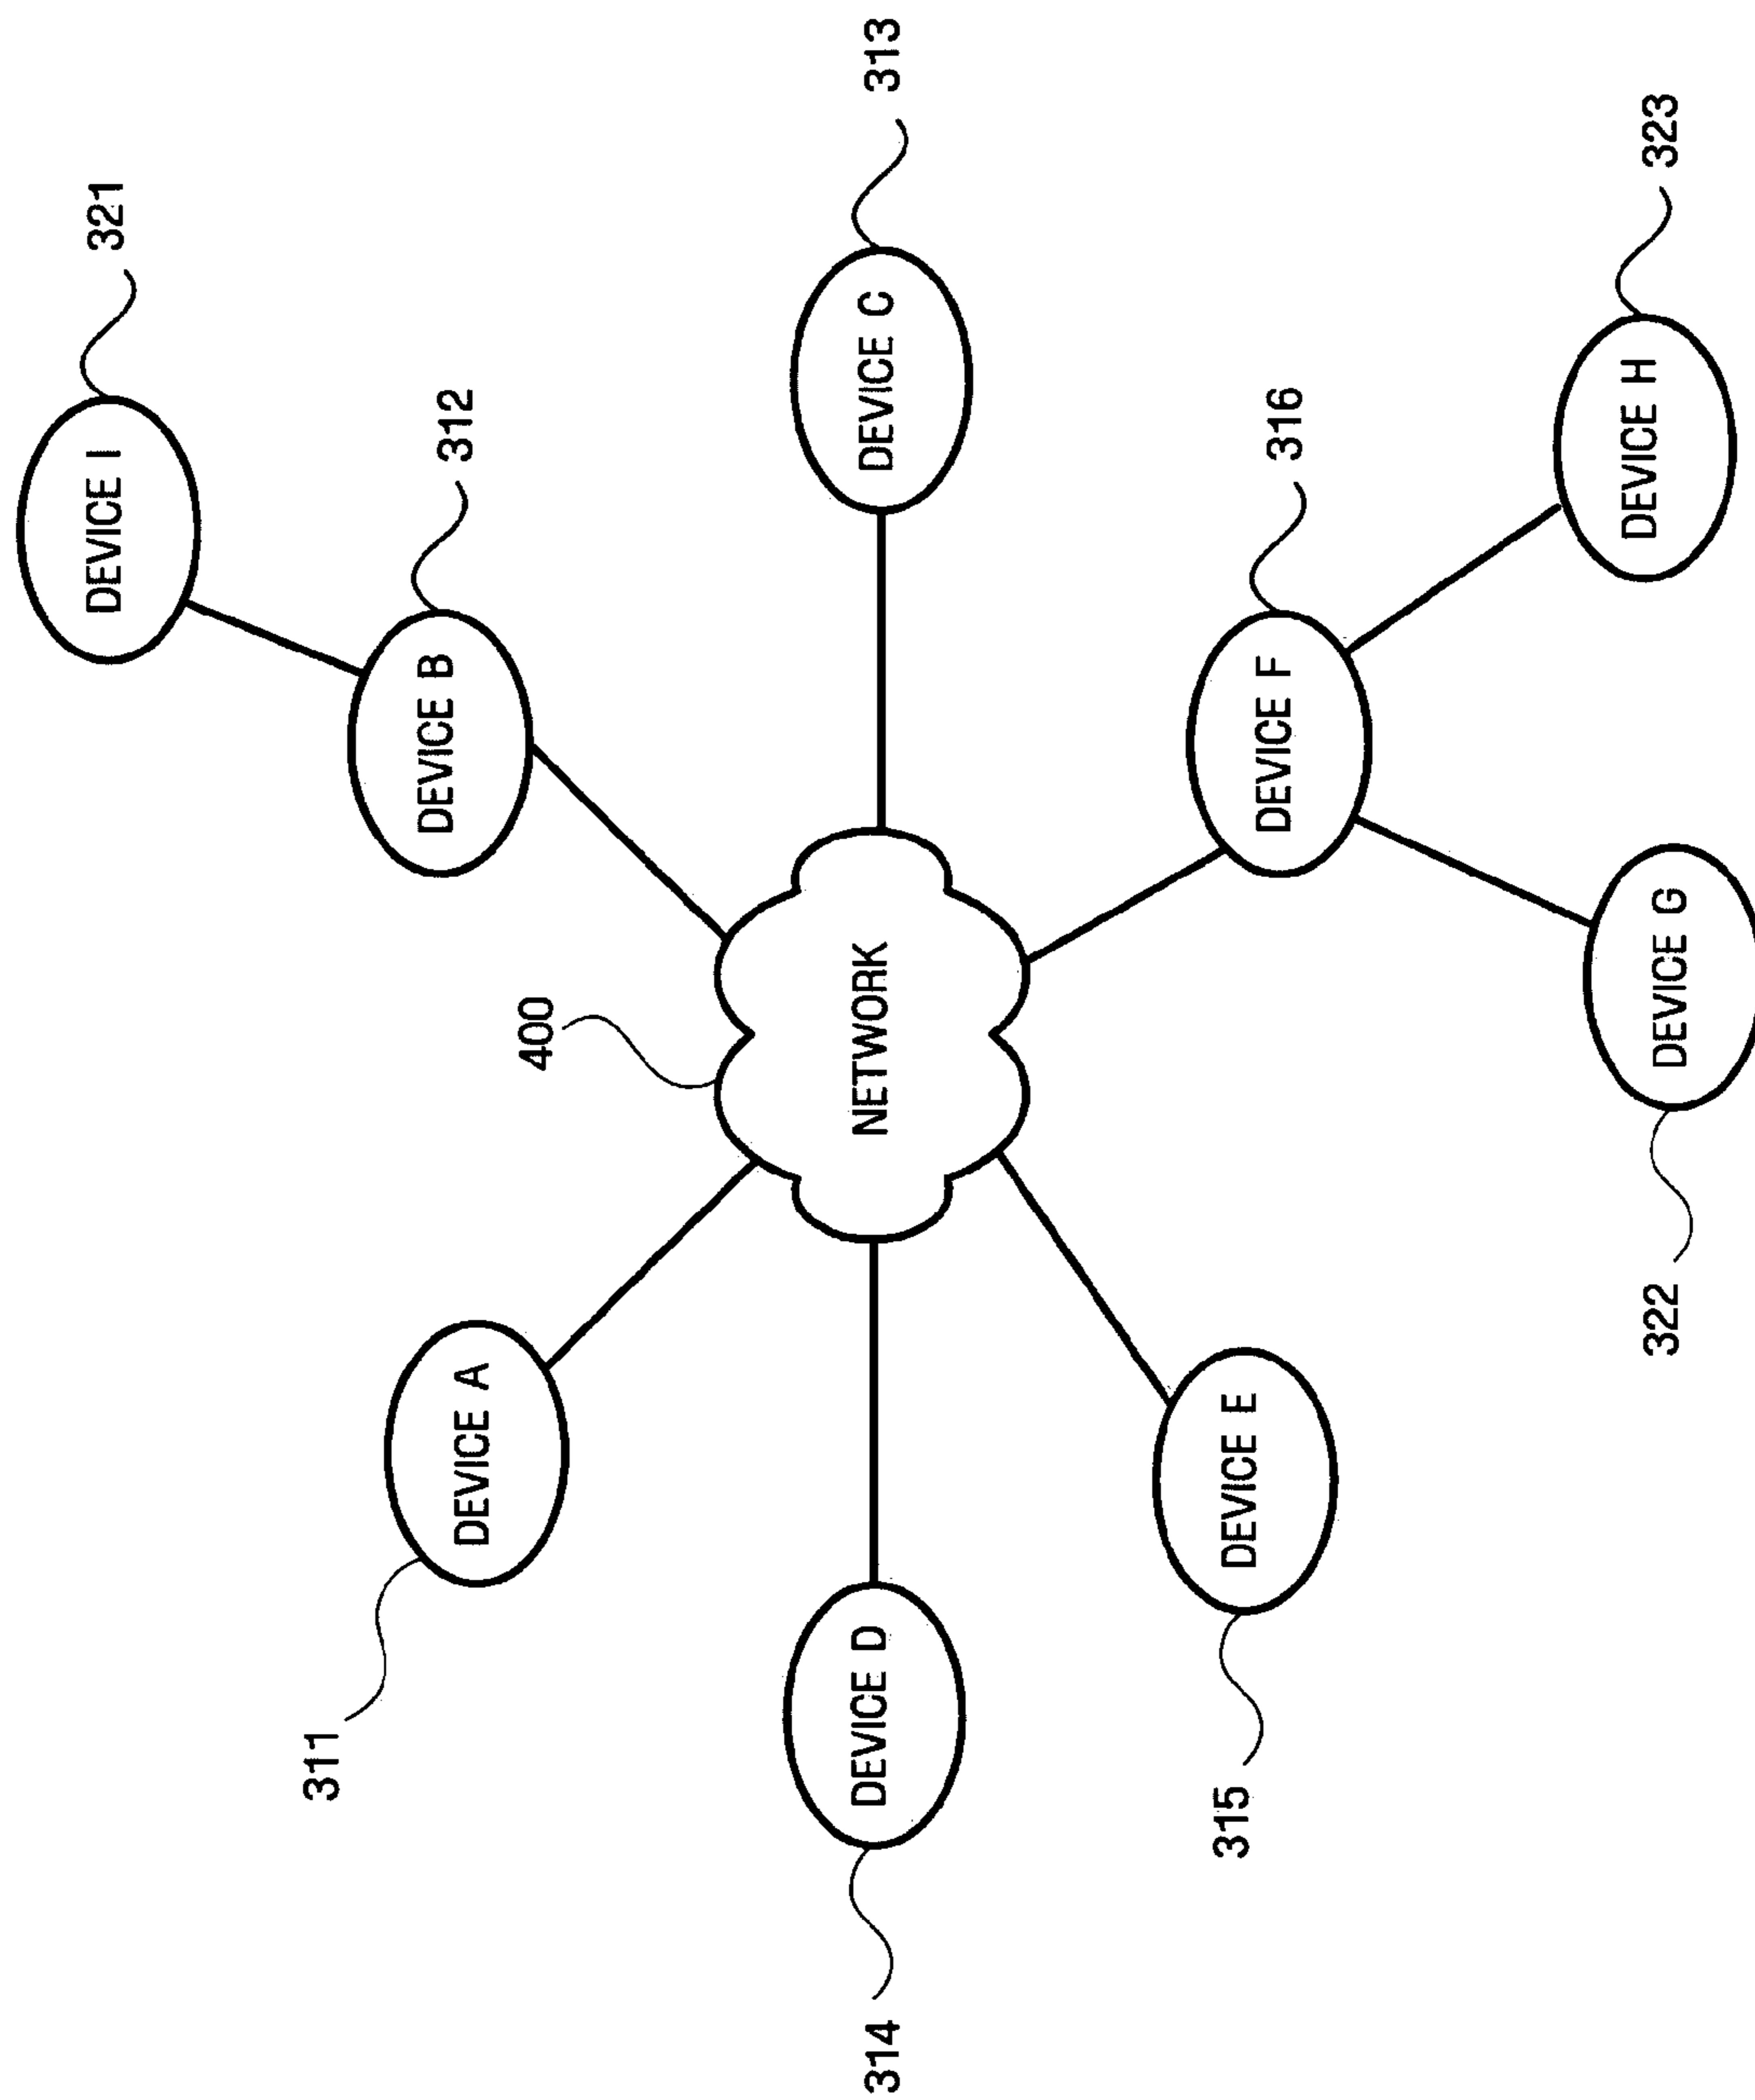 DEVICE I
321
DEVICE B
312
311
DEVICE A
400
NETWORK
314
DEVICE D
DEVICE C
313
315
DEVICE E
DEVICE F
316
322
DEVICE G
DEVICE H
323